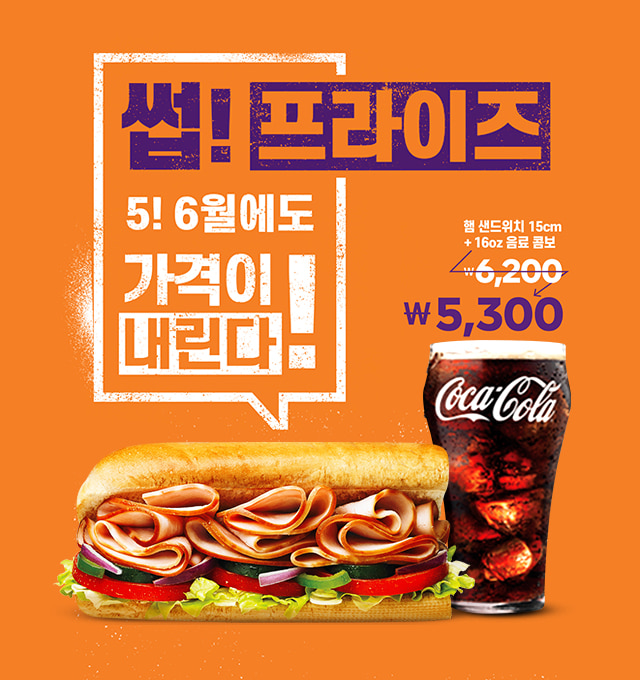 썹! 프라이즈
5! 6월에도
가격이
내린다!
햄 샌드위치 15cm
+ 16oz 음료 콤보
₩6,200
₩5,300
Coca-Cola